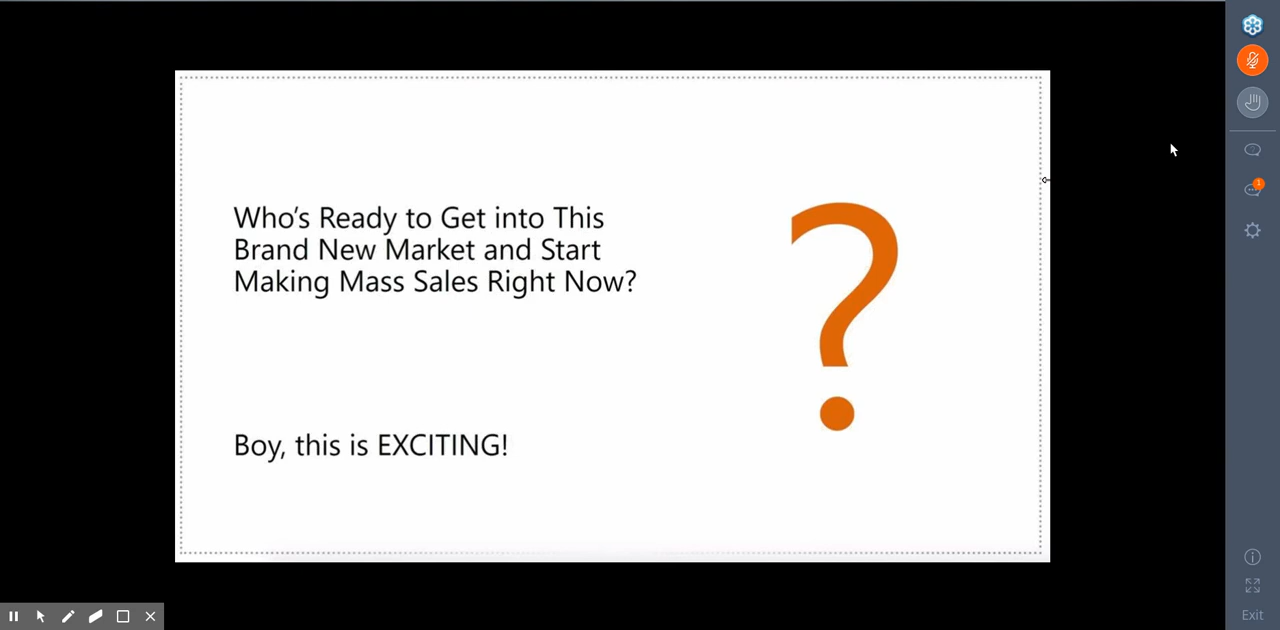 Who's Ready to Get into This
Brand New Market and Start
Making Mass Sales Right Now?
?
Boy, this is EXCITING!
1
Exit